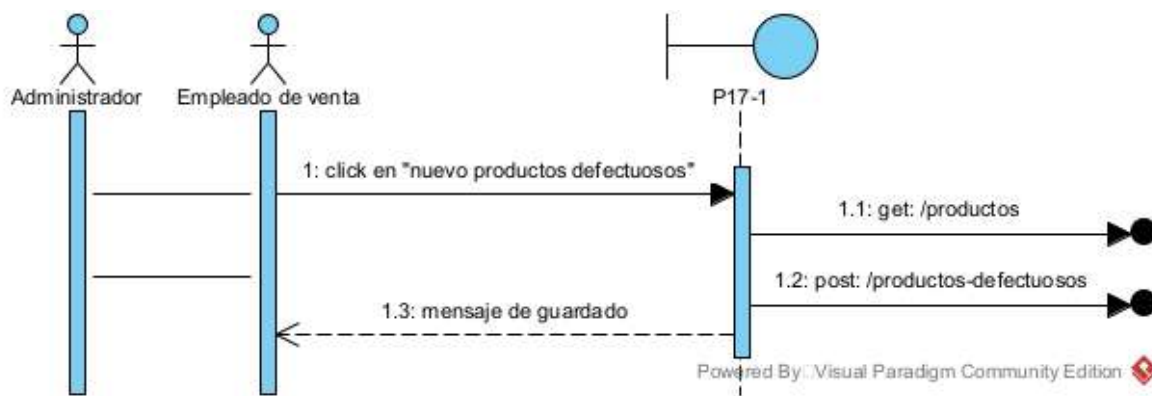 Administrador
Empleado de venta
P17-1
1: click en "nuevo productos defectuosos"
1.1: get: /productos
1.2: post: /productos-defectuosos
1.3: mensaje de guardado
Powered By Visual Paradigm Community Edition